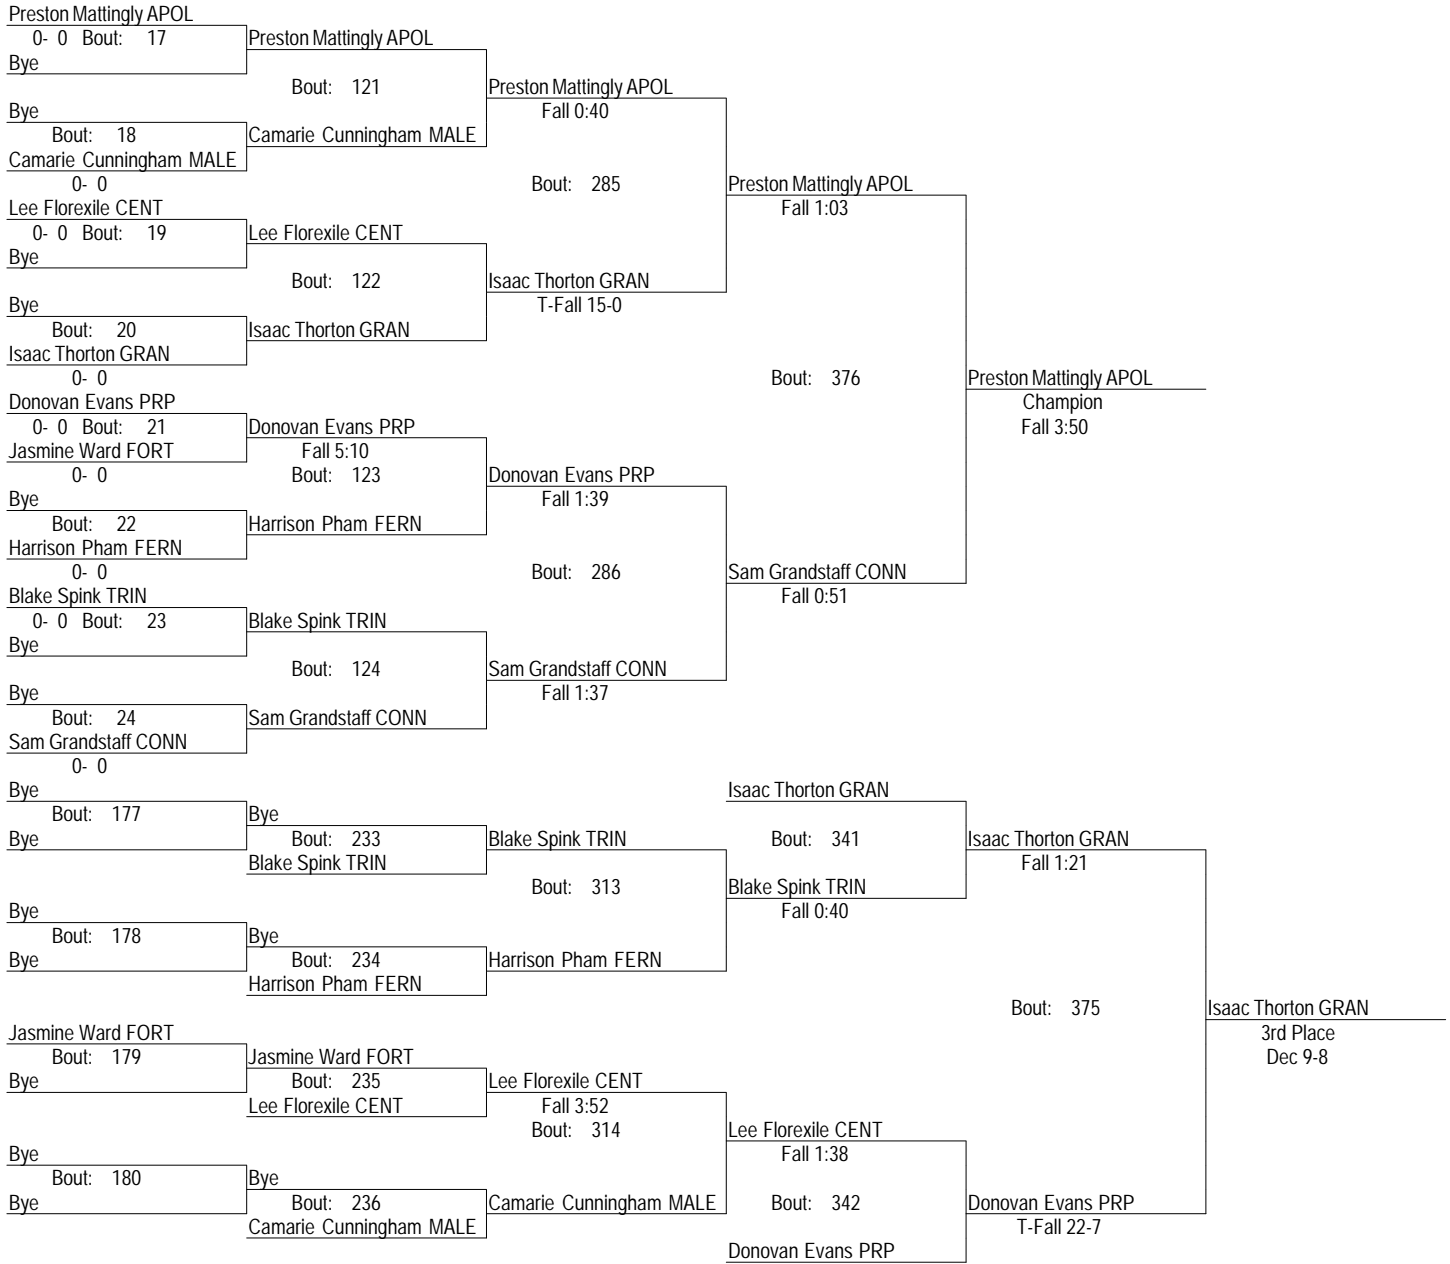 Preston Mattingly APOL
0- 0 Bout: 17 Preston Mattingly APOL
Bye
Bout: 121 Preston Mattingly APOL
Bye Fall 0:40
Bout: 18 Camarie Cunningham MALE
Camarie Cunningham MALE
0- 0 Bout: 285 Preston Mattingly APOL
Lee Florexile CENT Fall 1:03
0- 0 Bout: 19 Lee Florexile CENT
Bye
Bout: 122 Isaac Thorton GRAN
Bye T-Fall 15-0
Bout: 20 Isaac Thorton GRAN
Isaac Thorton GRAN
0- 0 Bout: 376 Preston Mattingly APOL
Donovan Evans PRP Champion
0- 0 Bout: 21 Donovan Evans PRP Fall 3:50
Jasmine Ward FORT Fall 5:10
0- 0 Bout: 123 Donovan Evans PRP
Bye Fall 1:39
Bout: 22 Harrison Pham FERN
Harrison Pham FERN
0- 0 Bout: 286 Sam Grandstaff CONN
Blake Spink TRIN Fall 0:51
0- 0 Bout: 23 Blake Spink TRIN
Bye
Bout: 124 Sam Grandstaff CONN
Bye Fall 1:37
Bout: 24 Sam Grandstaff CONN
Sam Grandstaff CONN
0- 0
Bye Isaac Thorton GRAN
Bout: 177 Bye
Bye Bout: 233 Blake Spink TRIN Bout: 341 Isaac Thorton GRAN
Blake Spink TRIN Fall 1:21
Bout: 313 Blake Spink TRIN
Bye Fall 0:40
Bout: 178 Bye
Bye Bout: 234 Harrison Pham FERN
Harrison Pham FERN
Bout: 375 Isaac Thorton GRAN
Jasmine Ward FORT 3rd Place
Bout: 179 Jasmine Ward FORT Dec 9-8
Bye Bout: 235 Lee Florexile CENT
Lee Florexile CENT Fall 3:52
Bout: 314 Lee Florexile CENT
Bye Fall 1:38
Bout: 180 Bye
Bye Bout: 236 Camarie Cunningham MALE Bout: 342 Donovan Evans PRP
Camarie Cunningham MALE T-Fall 22-7
Donovan Evans PRP